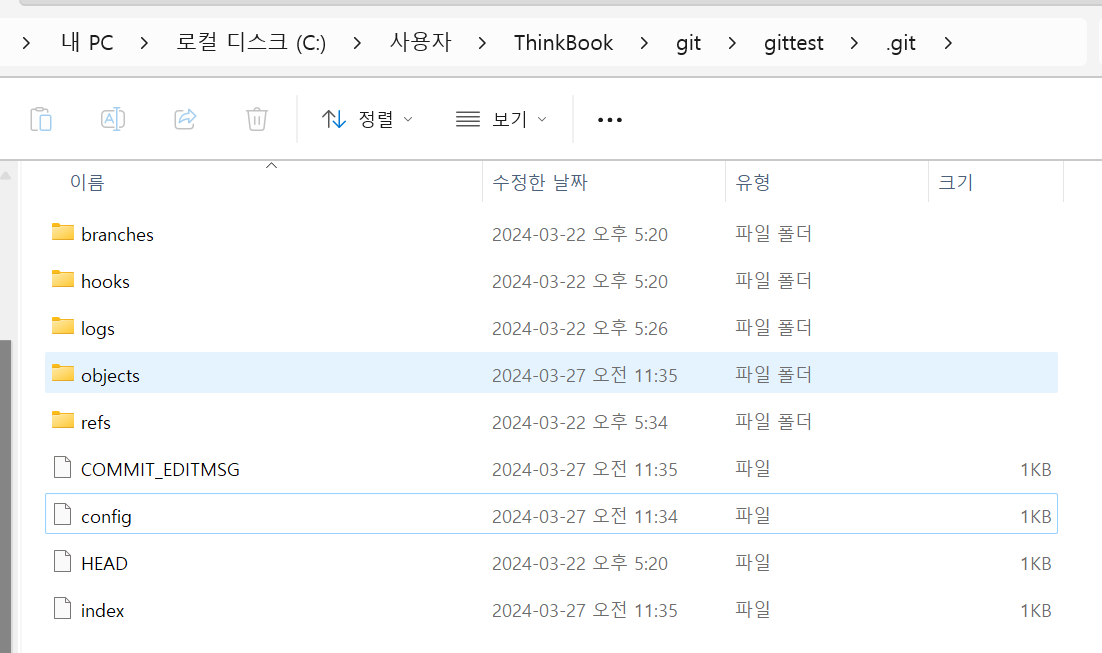 내 PC > 로컬 디스크 (C:) > 사용자 > ThinkBook > git > gittest > .git >
정렬 보기
이름 수정한 날짜 유형 크기
branches 2024-03-22 오후 5:20 파일 폴더
hooks 2024-03-22 오후 5:20 파일 폴더
logs 2024-03-22 오후 5:26 파일 폴더
objects 2024-03-27 오전 11:35 파일 폴더
refs 2024-03-22 오후 5:34 파일 폴더
COMMIT_EDITMSG 2024-03-27 오전 11:35 파일 1KB
config 2024-03-27 오전 11:34 파일 1KB
HEAD 2024-03-22 오후 5:20 파일 1KB
index 2024-03-27 오전 11:35 파일 1KB